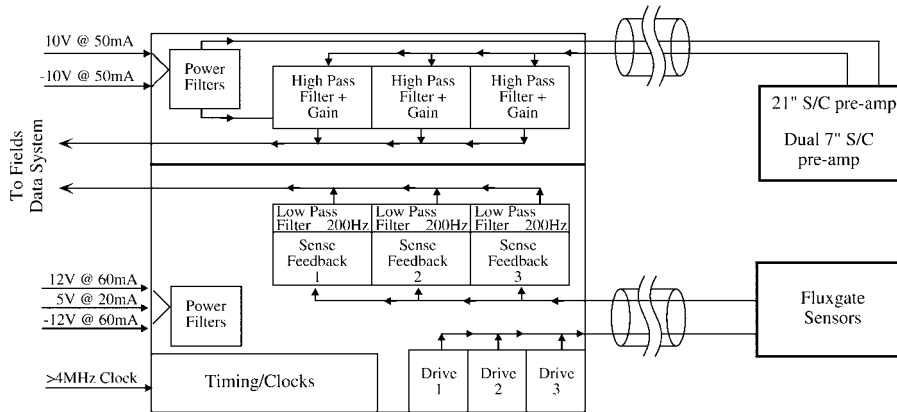 10V @ 50mA
-10V @ 50mA
Power
Filters
High Pass
Filter +
Gain
High Pass
Filter +
Gain
High Pass
Filter +
Gain
21" S/C pre-amp
Dual 7" S/C
pre-amp
To Fields
Data System
Low Pass
Filter 200Hz
Low Pass
Filter 200Hz
Low Pass
Filter 200Hz
Sense
Feedback
1
Sense
Feedback
2
Sense
Feedback
3
12V @ 60mA
5V @ 20mA
-12V @ 60mA
Power
Filters
Fluxgate
Sensors
>4MHz Clock
Timing/Clocks
Drive
1
Drive
2
Drive
3